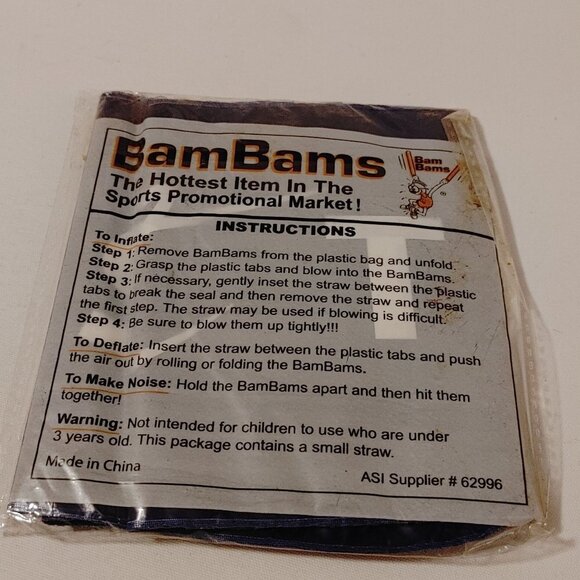 BamBams
The Hottest Item In The
Sports Promotional Market!
Bam
Bams
®
INSTRUCTIONS
To Inflate:
Step 1: Remove BamBams from the plastic bag and unfold.
Step 2: Grasp the plastic tabs and blow into the BamBams.
Step 3: If necessary, gently inset the straw between the plastic
tabs to break the seal and then remove the straw and repeat
the first step. The straw may be used if blowing is difficult.
Step 4: Be sure to blow them up tightly!!!
To Deflate: Insert the straw between the plastic tabs and push
the air out by rolling or folding the BamBams.
To Make Noise: Hold the BamBams apart and then hit them
together!
Warning: Not intended for children to use who are under
3 years old. This package contains a small straw.
Made in China
ASI Supplier # 62996